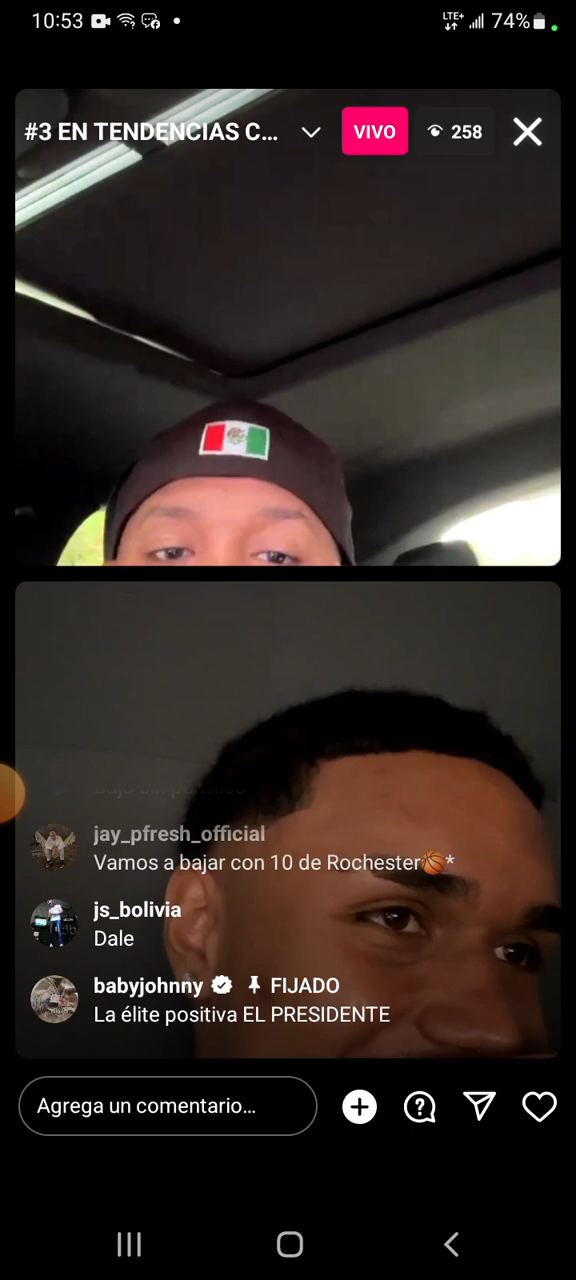 10:53
LTE+
74%
#3 EN TENDENCIAS C...
VIVO
258
jay_pfresh_official
Vamos a bajar con 10 de Rochester🏀*
js_bolivia
Dale
babyjohnny
FIJADO
La élite positiva EL PRESIDENTE
Agrega un comentario...